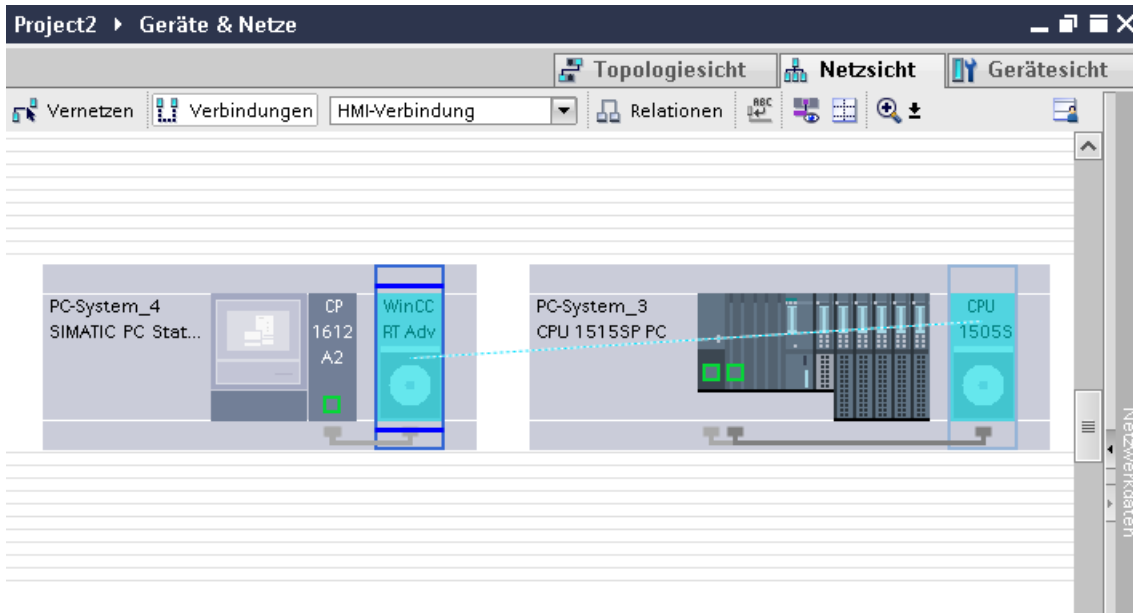 Project2 ▸ Geräte & Netze
Topologiesicht
Netzsicht
Gerätesicht
Vernetzen
Verbindungen
HMI-Verbindung
Relationen
ABC
PC-System_4
SIMATIC PC Stat...
CP
1612
A2
WinCC
RT Adv
PC-System_3
CPU 1515SP PC
CPU
1505S
Netzwerkdaten